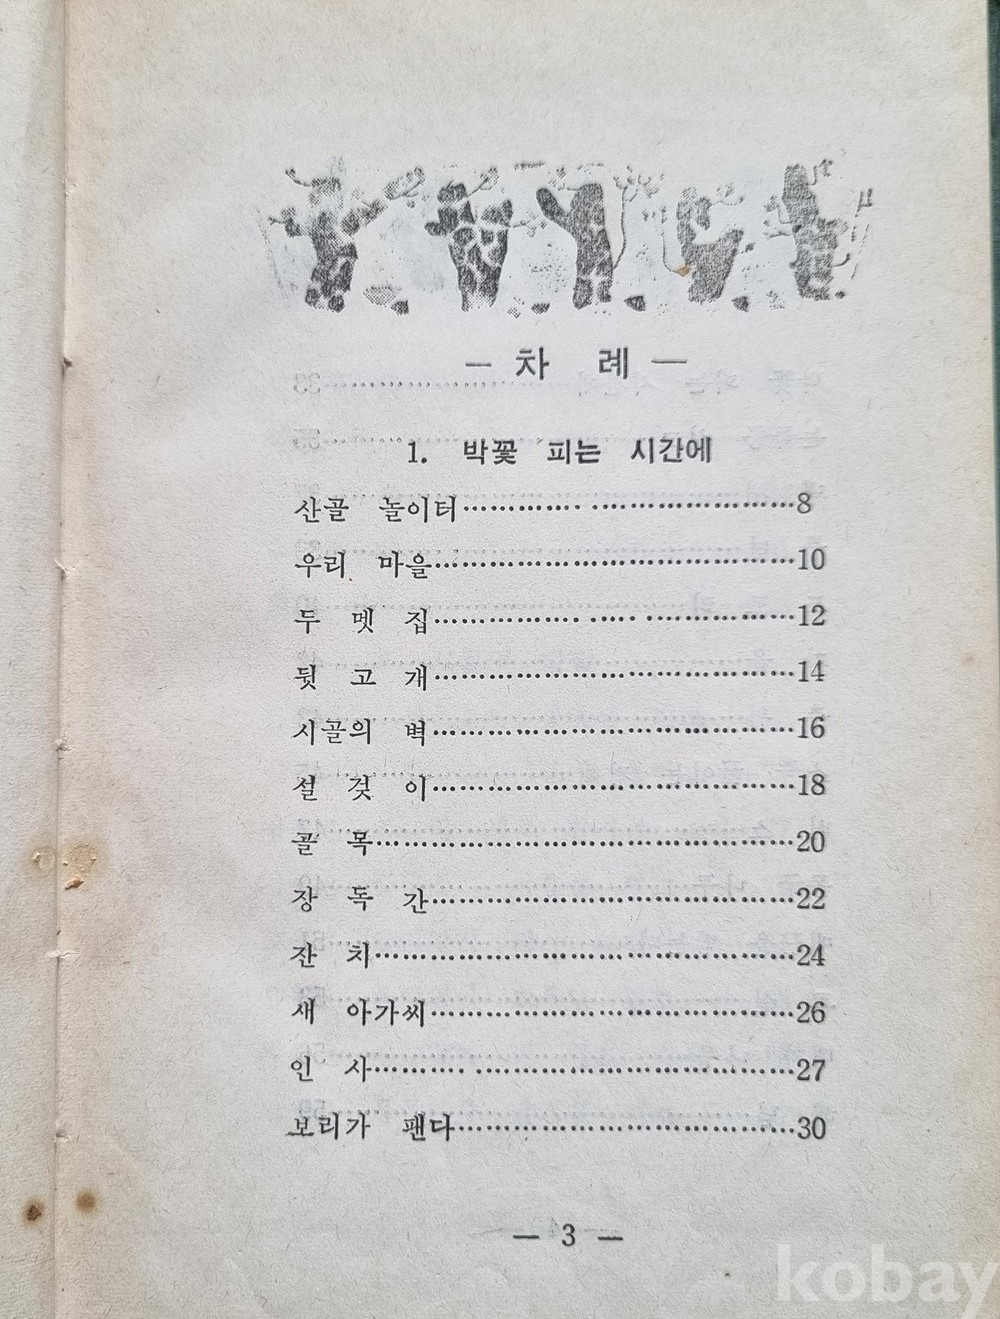 — 차 례 —
1. 박꽃 피는 시간에
산골 놀이터…………………………………8
우리 마을…………………………………10
두 멧 집…………………………………12
뒷 고 개…………………………………14
시골의 벽…………………………………16
설 겆 이…………………………………18
골 목…………………………………20
장 독 간…………………………………22
잔 치…………………………………24
새 아가씨…………………………………26
인 사…………………………………27
보리가 팬다…………………………………30
— 3 —
kobay